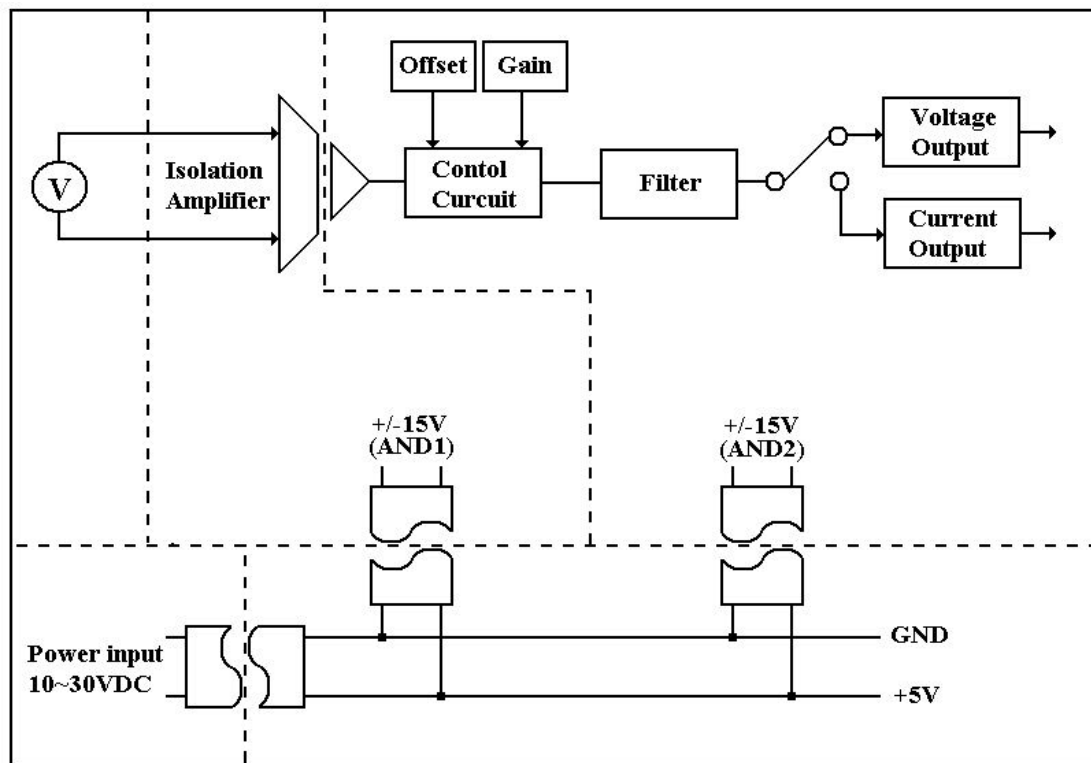 Offset
Gain
V
Isolation
Amplifier
Contol
Curcuit
Filter
Voltage
Output
Current
Output
+/-15V
(AND1)
+/-15V
(AND2)
Power input
10~30VDC
GND
+5V